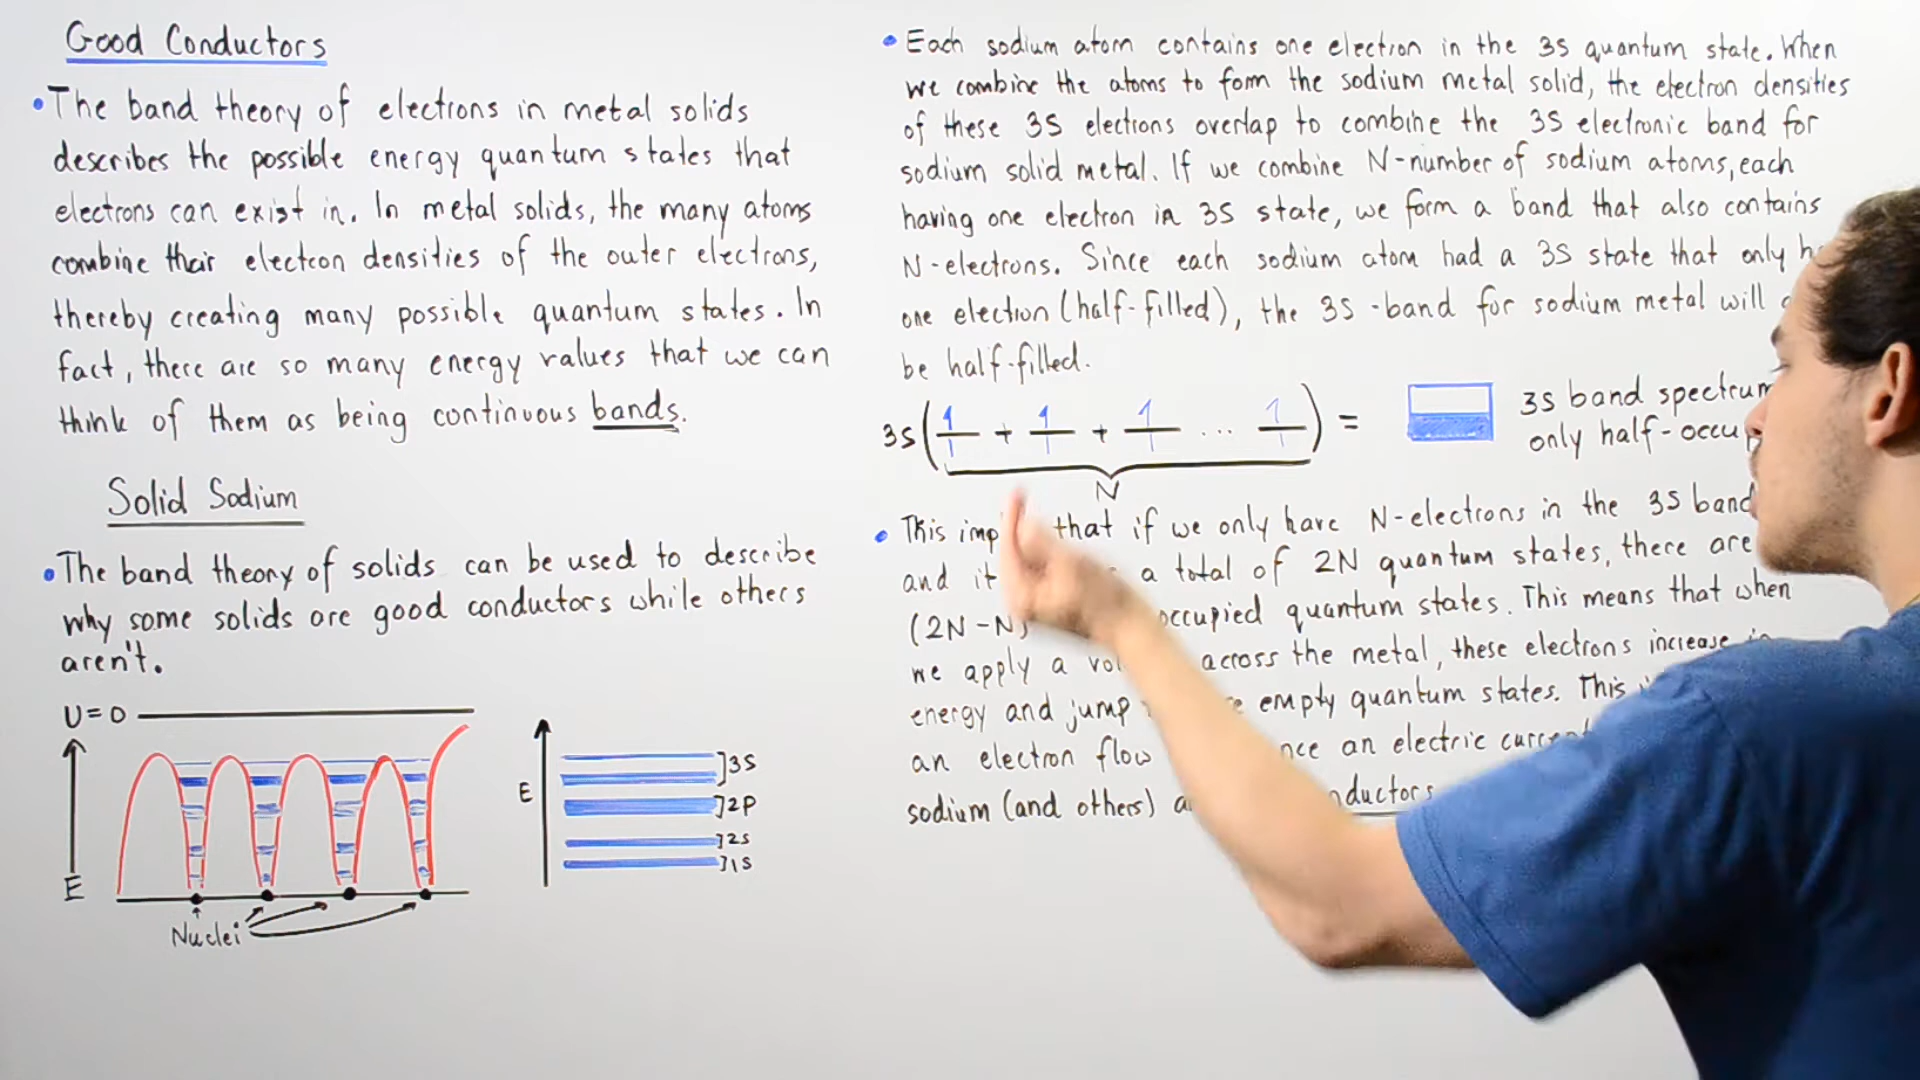 Good Conductors
• The band theory of electrons in metal solids
describes the possible energy quantum states that
electrons can exist in. In metal solids, the many atoms
combine their electron densities of the outer electrons,
thereby creating many possible quantum states. In
fact, there are so many energy values that we can
think of them as being continuous bands.
Solid Sodium
• The band theory of solids can be used to describe
why some solids are good conductors while others
aren't.
U=0
E
Nuclei
E
]3s
]2p
]2s
]1s
• Each sodium atom contains one electron in the 3s quantum state. When
we combine the atoms to form the sodium metal solid, the electron densities
of these 3s electrons overlap to combine the 3s electronic band for
sodium solid metal. If we combine N-number of sodium atoms, each
having one electron in 3s state, we form a band that also contains
N-electrons. Since each sodium atom had a 3s state that only
one electron (half-filled), the 3s-band for sodium metal will
be half-filled.
3s( 1 + 1 + 1 ... 1 ) =
N
3s band spectrum
only half-
• This that if we only have N-electrons in the 3s band
and it a total of 2N quantum states, there are
(2N-N) quantum states. This means that when
we apply a across the metal, these electrons increase
energy and jump empty quantum states. This
an electron flow an electric
sodium (and others)